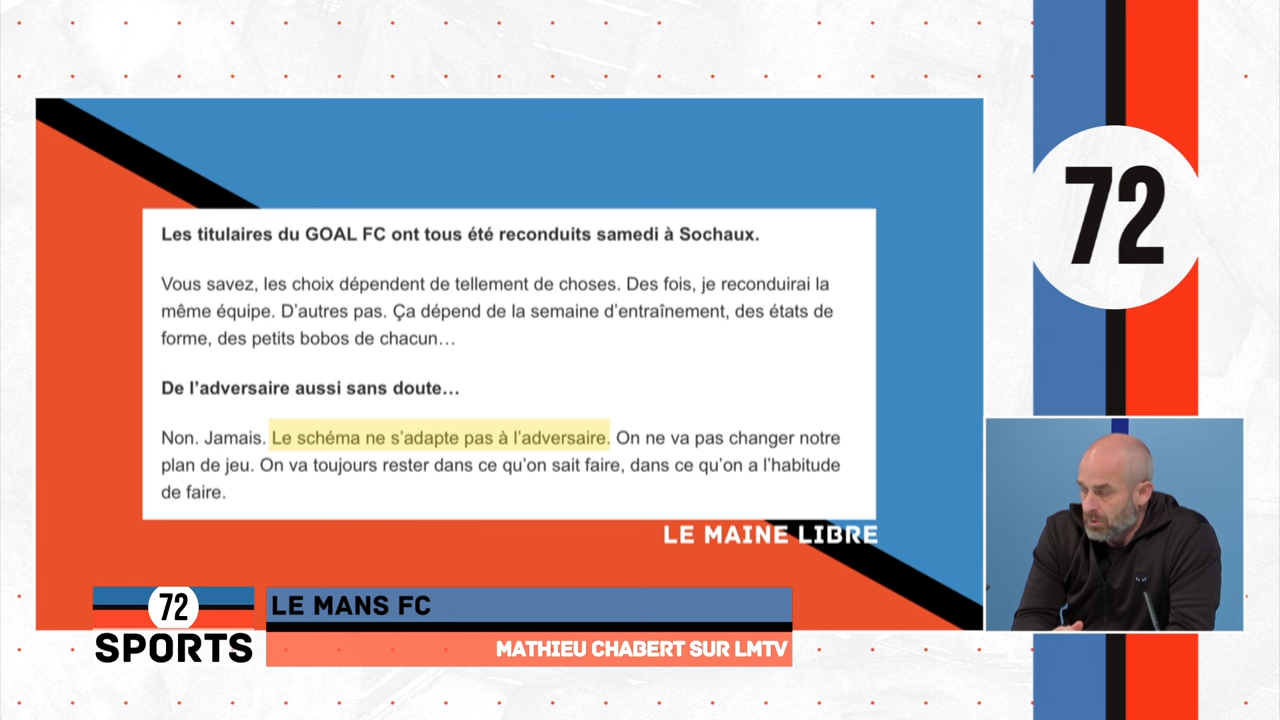 72
Les titulaires du GOAL FC ont tous été reconduits samedi à Sochaux.
Vous savez, les choix dépendent de tellement de choses. Des fois, je reconduirai la
même équipe. D’autres pas. Ça dépend de la semaine d’entraînement, des états de
forme, des petits bobos de chacun…
De l’adversaire aussi sans doute…
Non. Jamais. Le schéma ne s’adapte pas à l’adversaire. On ne va pas changer notre
plan de jeu. On va toujours rester dans ce qu’on sait faire, dans ce qu’on a l’habitude
de faire.
LE MAINE LIBRE
72
SPORTS
LE MANS FC
MATHIEU CHABERT SUR LMTV